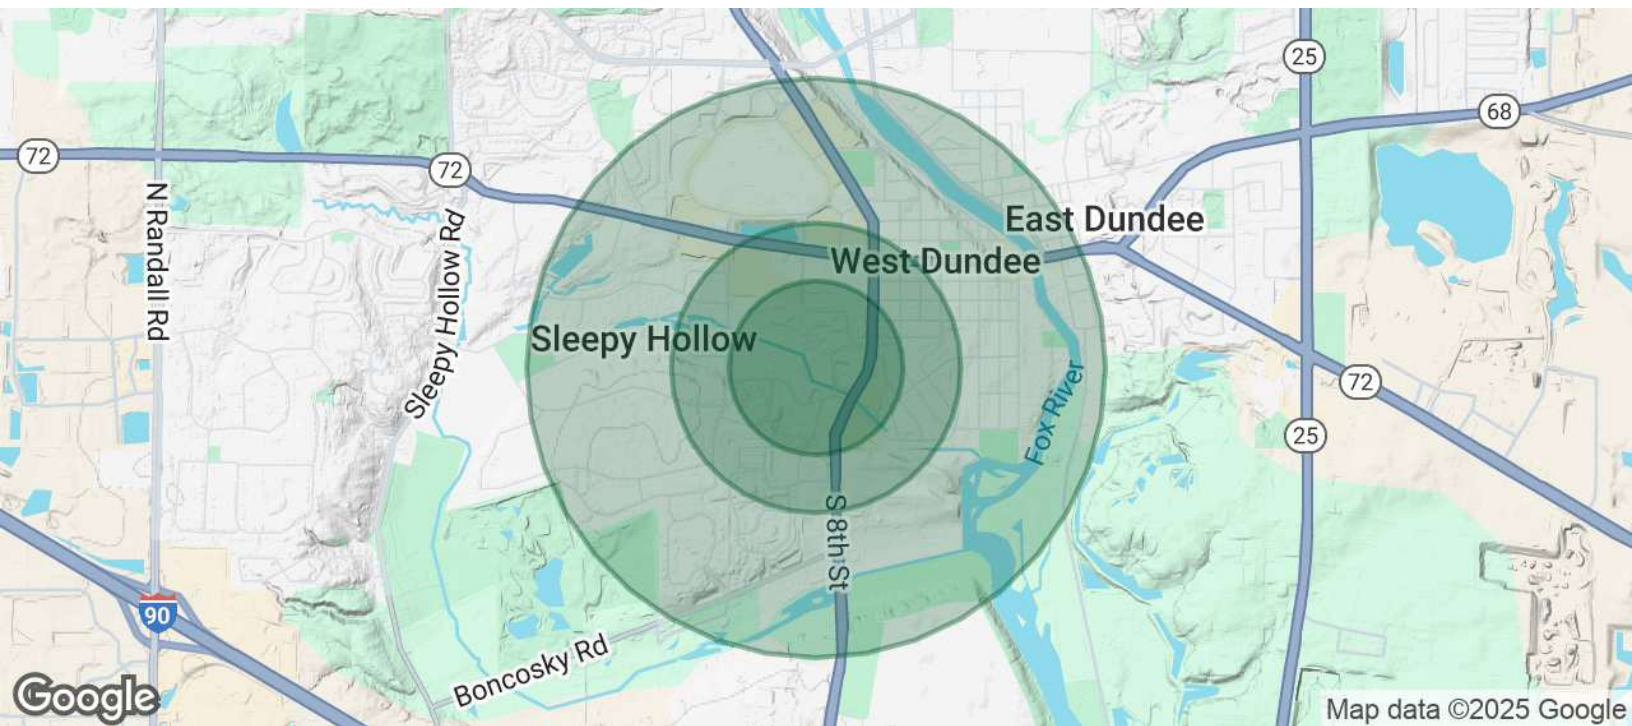 25
68
72
72
N Randall Rd
Sleepy Hollow Rd
East Dundee
West Dundee
Sleepy Hollow
Fox River
72
25
S 8th St
90
Boncosky Rd
Google
Map data ©2025 Google